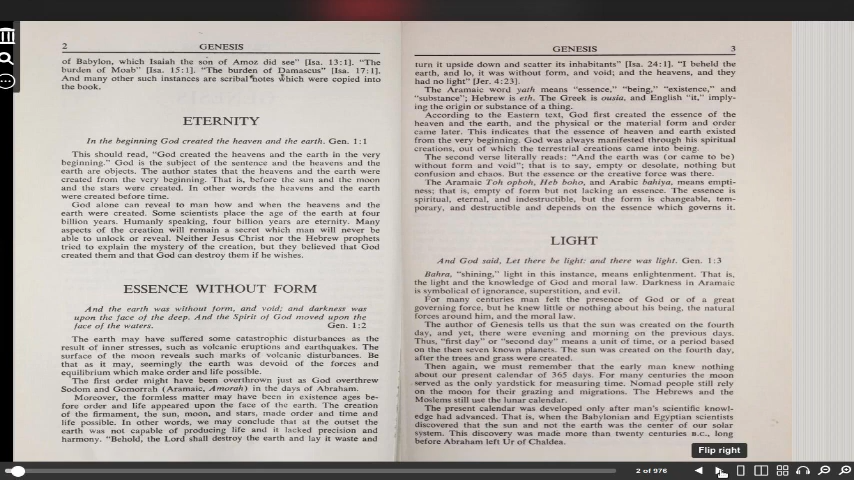 2 GENESIS
of Babylon, which Isaiah the son of Amoz did see" [Isa. 13:1]. "The
burden of Moab" [Isa. 15:1]. "The burden of Damascus" [Isa. 17:1].
And many other such instances are scribal notes which were copied into
the book.
ETERNITY
In the beginning God created the heaven and the earth. Gen. 1:1
This should read, "God created the heavens and the earth in the very
beginning." God is the subject of the sentence and the heavens and the
earth are objects. The author states that the heavens and the earth were
created from the very beginning. That is, before the sun and the moon
and the stars were created. In other words the heavens and the earth
were created before time.
God alone can reveal to man how and when the heavens and the
earth were created. Some scientists place the age of the earth at four
billion years. Humanly speaking, four billion years are eternity. Many
aspects of the creation will remain a secret which man will never be
able to unlock or reveal. Neither Jesus Christ nor the Hebrew prophets
tried to explain the mystery of the creation, but they believed that God
created them and that God can destroy them if he wishes.
ESSENCE WITHOUT FORM
And the earth was without form, and void; and darkness was
upon the face of the deep. And the Spirit of God moved upon the
face of the waters. Gen. 1:2
The earth may have suffered some catastrophic disturbances as the
result of inner stresses, such as volcanic eruptions and earthquakes. The
surface of the moon reveals such marks of volcanic disturbances. Be
that as it may, seemingly the earth was devoid of the forces and
equilibrium which make order and life possible.
The first order might have been overthrown just as God overthrew
Sodom and Gomorrah (Aramaic, Amorah) in the days of Abraham.
Moreover, the formless matter may have been in existence ages be-
fore order and life appeared upon the face of the earth. The creation
of the firmament, the sun, moon, and stars, made order and time and
life possible. In other words, we may conclude that at the outset the
earth was not capable of producing life and it lacked precision and
harmony. "Behold, the Lord shall destroy the earth and lay it waste and
GENESIS 3
turn it upside down and scatter its inhabitants" [Isa. 24:1]. "I beheld the
earth, and lo, it was without form, and void; and the heavens, and they
had no light" [Jer. 4:23].
The Aramaic word yath means "essence," "being," "existence," and
"substance"; Hebrew is eth. The Greek is ousia, and English "it," imply-
ing the origin or substance of a thing.
According to the Eastern text, God first created the essence of the
heaven and the earth, and the physical or the material form and order
came later. This indicates that the essence of heaven and earth existed
from the very beginning. God was always manifested through his spiritual
creations, out of which the terrestrial creations came into being.
The second verse literally reads: "And the earth was (or came to be)
without form and void"; that is to say, empty or desolate, nothing but
confusion and chaos. But the essence or the creative force was there.
The Aramaic Toh opboh, Heb boho, and Arabic bahiya, means empti-
ness; that is, empty of form but not lacking an essence. The essence is
spiritual, eternal, and indestructible, but the form is changeable, tem-
porary, and destructible and depends on the essence which governs it.
LIGHT
And God said, Let there be light: and there was light. Gen. 1:3
Bahra, "shining," light in this instance, means enlightenment. That is,
the light and the knowledge of God and moral law. Darkness in Aramaic
is symbolical of ignorance, superstition, and evil.
For many centuries man felt the presence of God or of a great
governing force, but he knew little or nothing about his being, the natural
forces around him, and the moral law.
The author of Genesis tells us that the sun was created on the fourth
day, and yet, there were evening and morning on the previous days.
Thus, "first day" or "second day" means a unit of time, or a period based
on the then seven known planets. The sun was created on the fourth day,
after the trees and grass were created.
Then again, we must remember that the early man knew nothing
about our present calendar of 365 days. For many centuries the moon
served as the only yardstick for measuring time. Nomad people still rely
on the moon for their grazing and migrations. The Hebrews and the
Moslems still use the lunar calendar.
The present calendar was developed only after man's scientific knowl-
edge had advanced. That is, when the Babylonian and Egyptian scientists
discovered that the sun and not the earth was the center of our solar
system. This discovery was made more than twenty centuries B.C., long
before Abraham left Ur of Chaldea.
Flip right
2 of 976